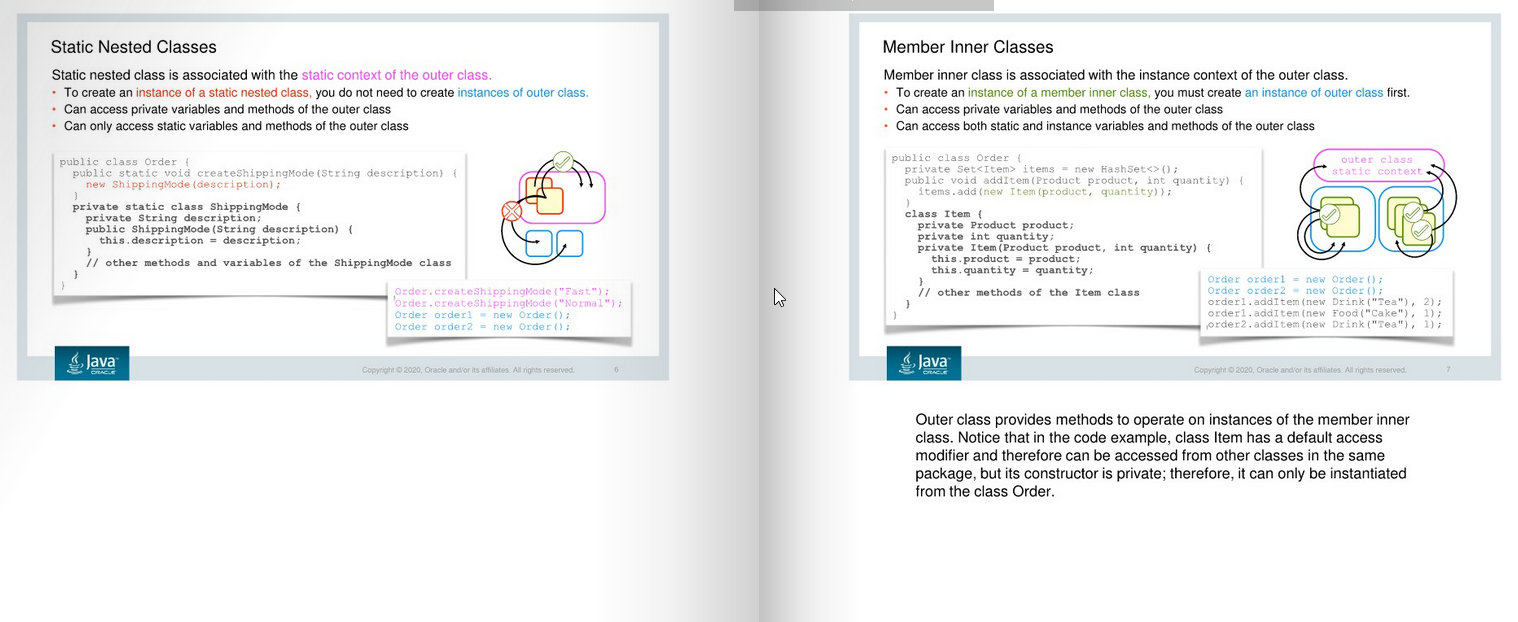 Static Nested Classes
Static nested class is associated with the static context of the outer class.
• To create an instance of a static nested class, you do not need to create instances of outer class.
• Can access private variables and methods of the outer class
• Can only access static variables and methods of the outer class
public class Order {
public static void createShippingMode(String description) {
new ShippingMode(description);
}
private static class ShippingMode {
private String description;
public ShippingMode(String description) {
this.description = description;
}
// other methods and variables of the ShippingMode class
}
}
Order.createShippingMode("Fast");
Order.createShippingMode("Normal");
Order order1 = new Order();
Order order2 = new Order();
Java
ORACLE
Copyright © 2020, Oracle and/or its affiliates. All rights reserved.
6
Member Inner Classes
Member inner class is associated with the instance context of the outer class.
• To create an instance of a member inner class, you must create an instance of outer class first.
• Can access private variables and methods of the outer class
• Can access both static and instance variables and methods of the outer class
public class Order {
private Set<Item> items = new HashSet<>();
public void addItem(Product product, int quantity) {
items.add(new Item(product, quantity));
}
class Item {
private Product product;
private int quantity;
private Item(Product product, int quantity) {
this.product = product;
this.quantity = quantity;
}
// other methods of the Item class
}
}
outer class
static context
Order order1 = new Order();
Order order2 = new Order();
order1.addItem(new Drink("Tea"), 2);
order1.addItem(new Food("Cake"), 1);
order2.addItem(new Drink("Tea"), 1);
Java
ORACLE
Copyright © 2020, Oracle and/or its affiliates. All rights reserved.
7
Outer class provides methods to operate on instances of the member inner
class. Notice that in the code example, class Item has a default access
modifier and therefore can be accessed from other classes in the same
package, but its constructor is private; therefore, it can only be instantiated
from the class Order.